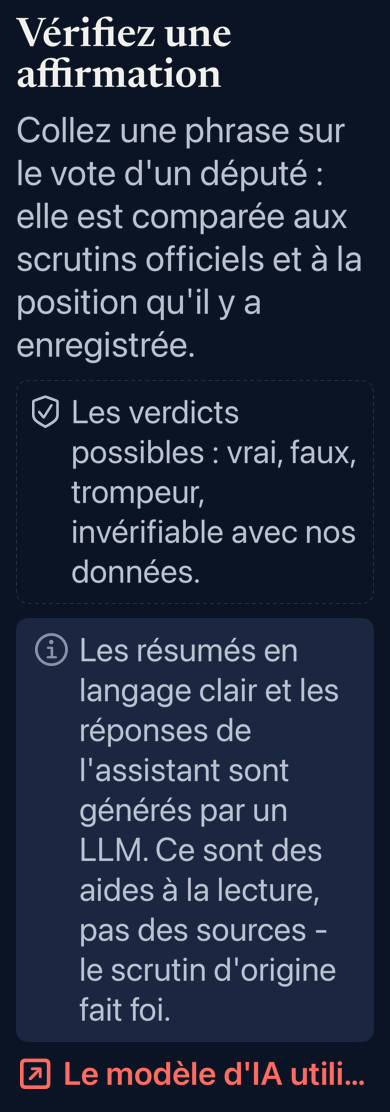 Vérifiez une
affirmation
Collez une phrase sur
le vote d'un député :
elle est comparée aux
scrutins officiels et à la
position qu'il y a
enregistrée.
Les verdicts
possibles : vrai, faux,
trompeur,
invérifiable avec nos
données.
Les résumés en
langage clair et les
réponses de
l'assistant sont
générés par un
LLM. Ce sont des
aides à la lecture,
pas des sources -
le scrutin d'origine
fait foi.
Le modèle d'IA utili...